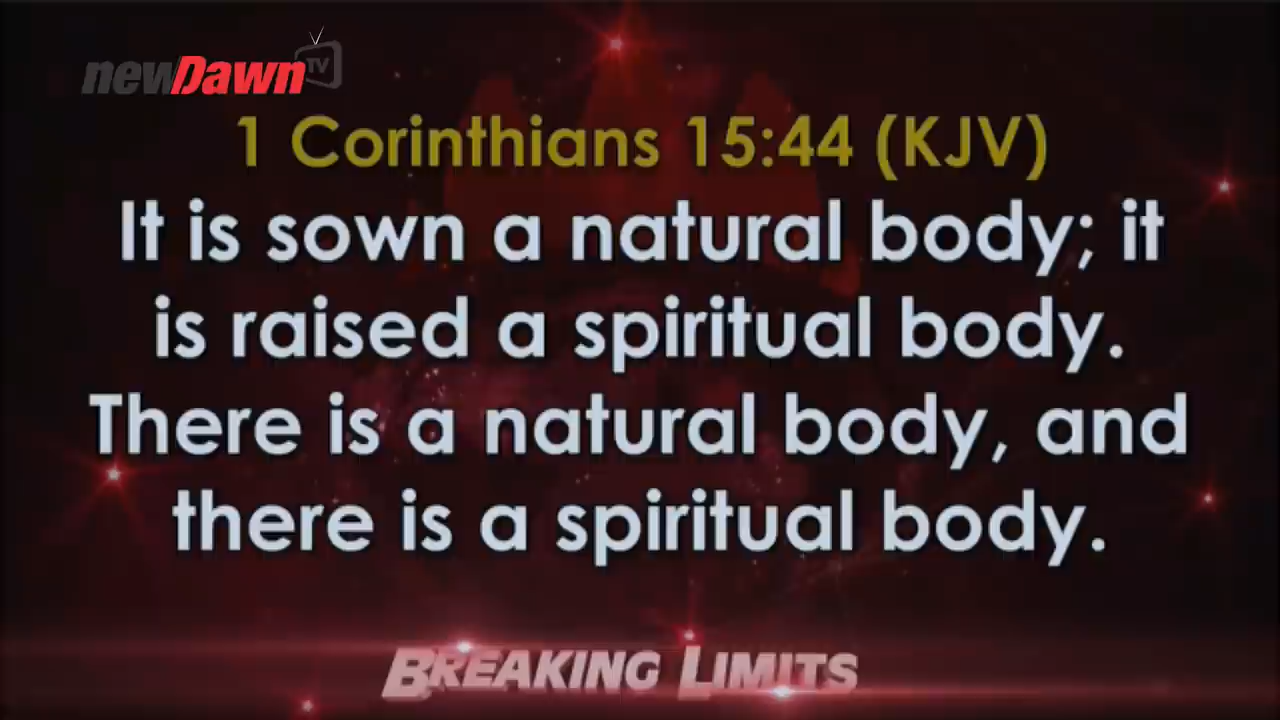 newDawn TV
1 Corinthians 15:44 (KJV)
It is sown a natural body; it
is raised a spiritual body.
There is a natural body, and
there is a spiritual body.
BREAKING LIMITS